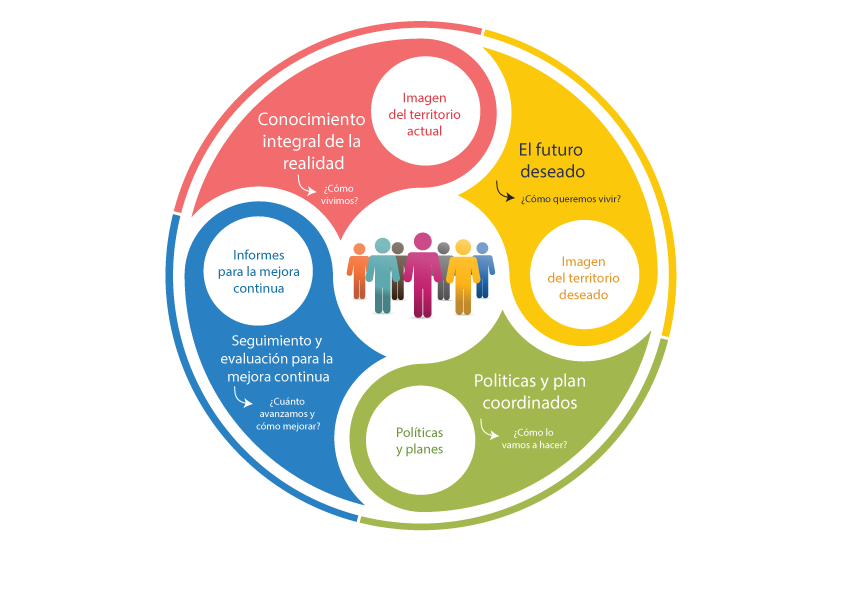 Imagen
del territorio
actual
Conocimiento
integral de la
realidad
¿Cómo
vivimos?
El futuro
deseado
¿Cómo queremos vivir?
Imagen
del territorio
deseado
Politicas y plan
coordinados
¿Cómo lo
vamos a hacer?
Políticas
y planes
Informes
para la mejora
continua
Seguimiento y
evaluación para la
mejora continua
¿Cuánto
avanzamos y
cómo mejorar?